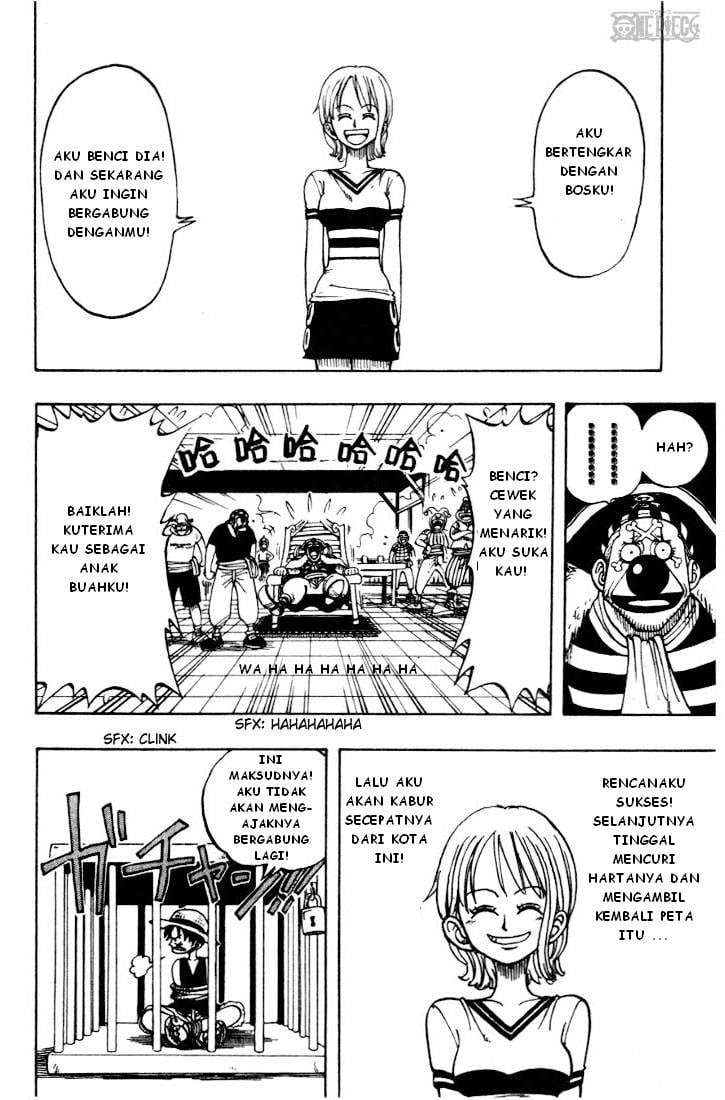 ONE PIECE
AKU
BERTENGKAR
DENGAN
BOSKU!
AKU BENCI DIA!
DAN SEKARANG
AKU INGIN
BERGABUNG
DENGANMU!
HAH?
!!
BENCI?
CEWEK
YANG
MENARIK!
AKU SUKA
KAU!
哈哈哈哈哈哈
BAIKLAH!
KUTERIMA
KAU SEBAGAI
ANAK
BUAHKU!
WA HA HA HA HA HA HA
SFX: HAHAHAHAHA
SFX: CLINK
RENCANAKU
SUKSES!
SELANJUTNYA
TINGGAL
MENCURI
HARTANYA DAN
MENGAMBIL
KEMBALI PETA
ITU ...
LALU AKU
AKAN KABUR
SECEPATNYA
DARI KOTA
INI!
INI
MAKSUDNYA!
AKU TIDAK
AKAN MENG-
AJAKNYA
BERGABUNG
LAGI!
ガチャーン!!!